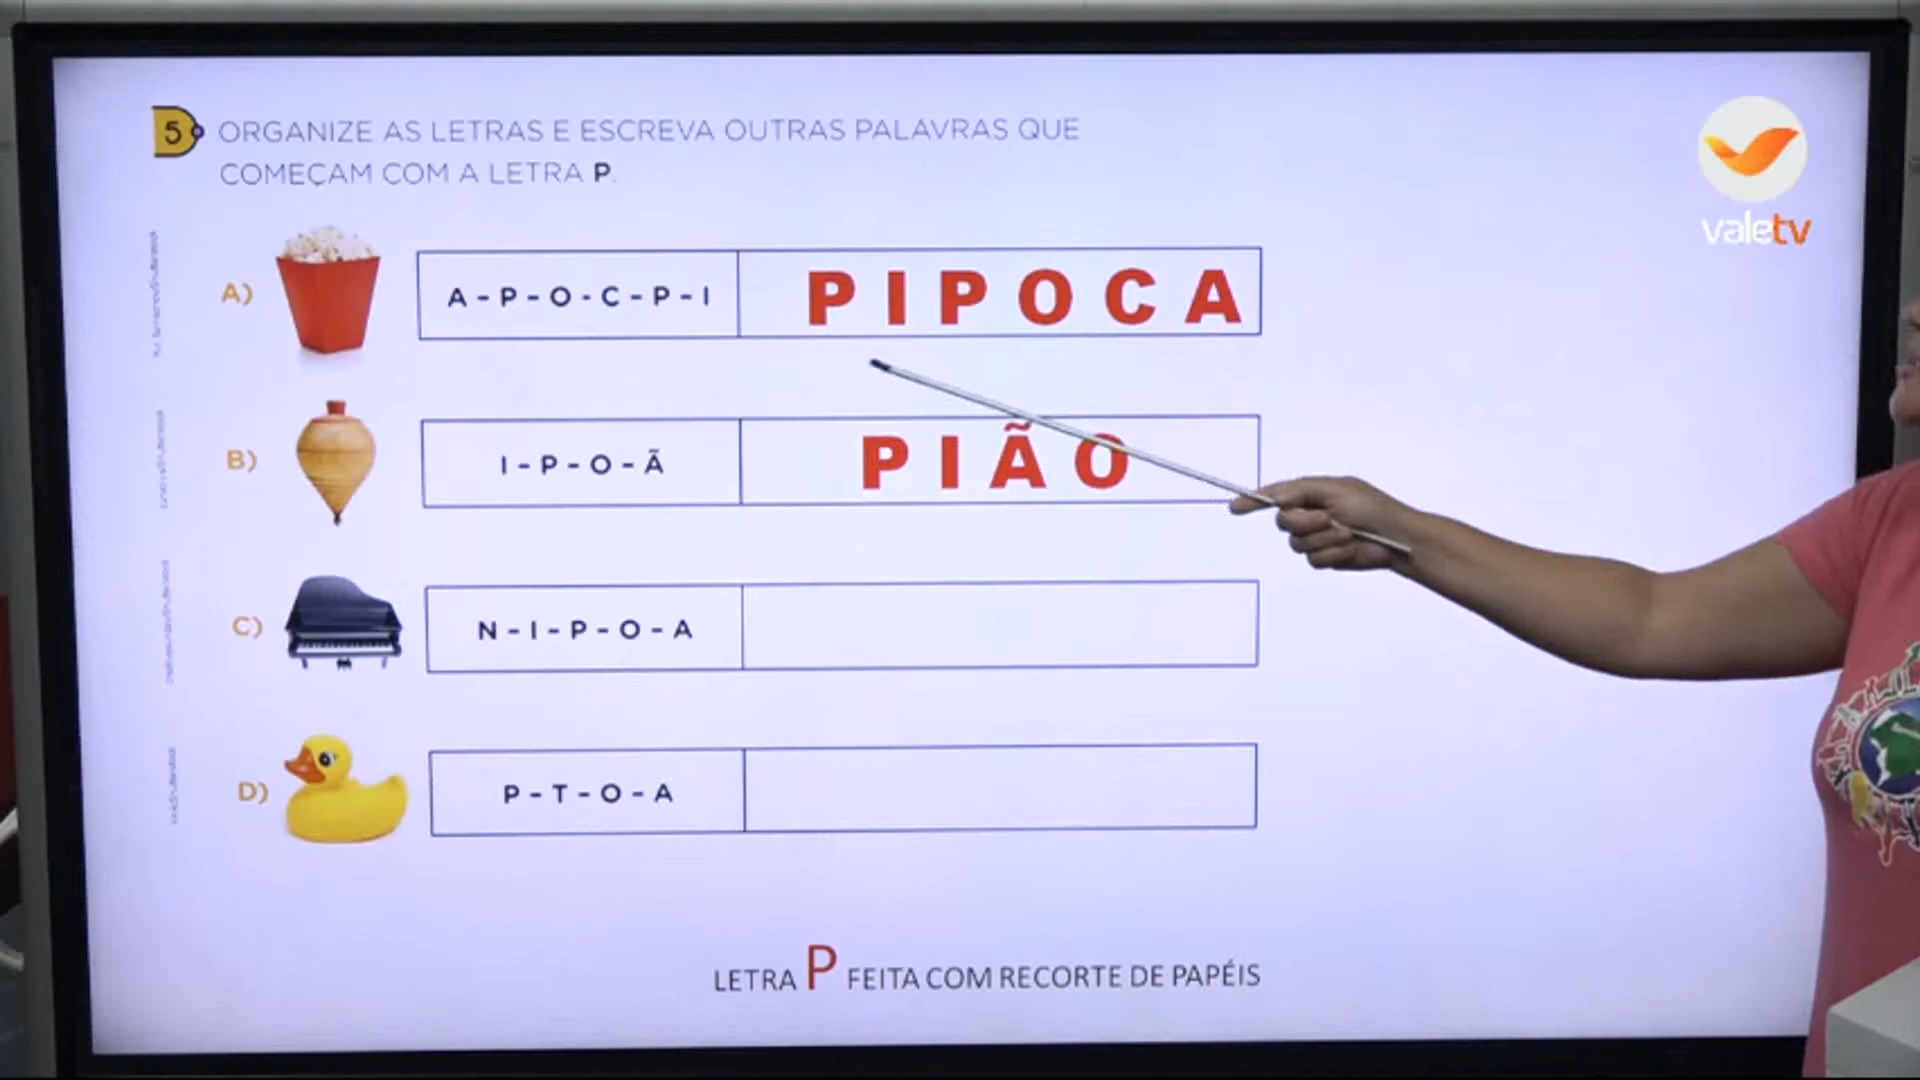 5 ORGANIZE AS LETRAS E ESCREVA OUTRAS PALAVRAS QUE
COMEÇAM COM A LETRA P.
valetv
A) A - P - O - C - P - I PIPOCA
B) I - P - O - Ã PIÃO
C) N - I - P - O - A
D) P - T - O - A
LETRA P FEITA COM RECORTE DE PAPÉIS